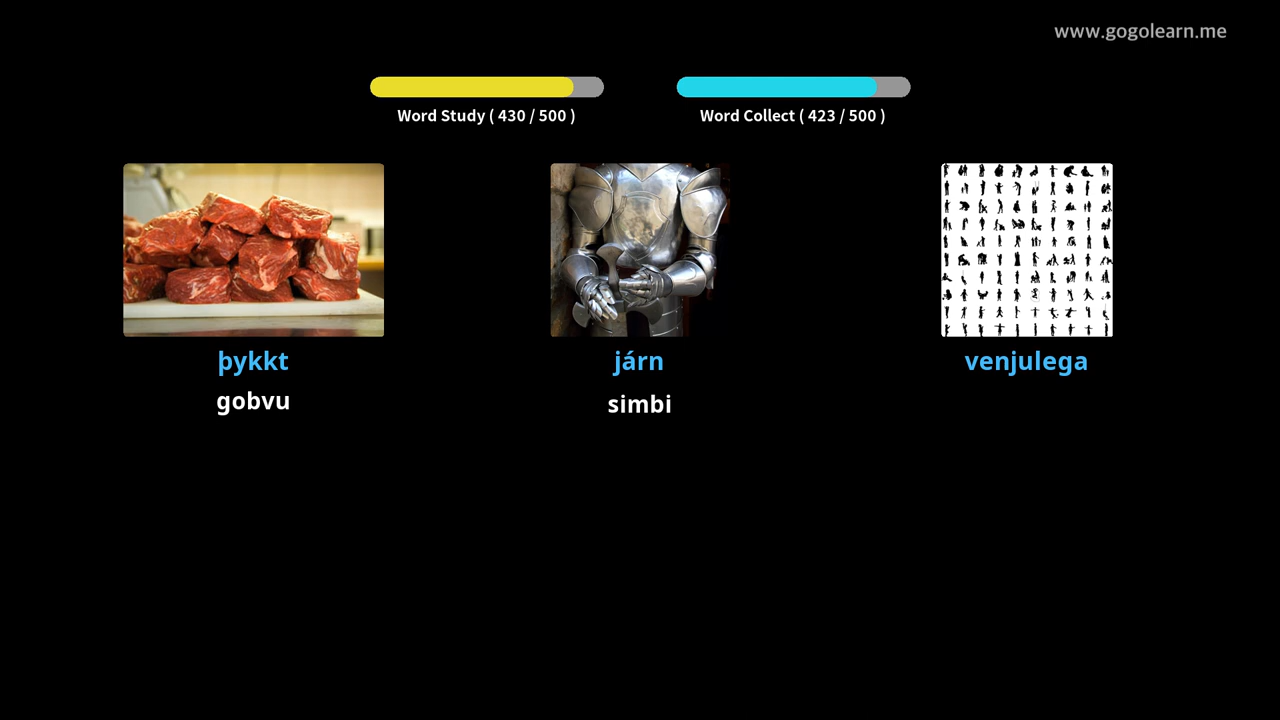 www.gogolearn.me
Word Study ( 430 / 500 )
Word Collect ( 423 / 500 )
þykkt
járn
venjulega
gobvu
simbi